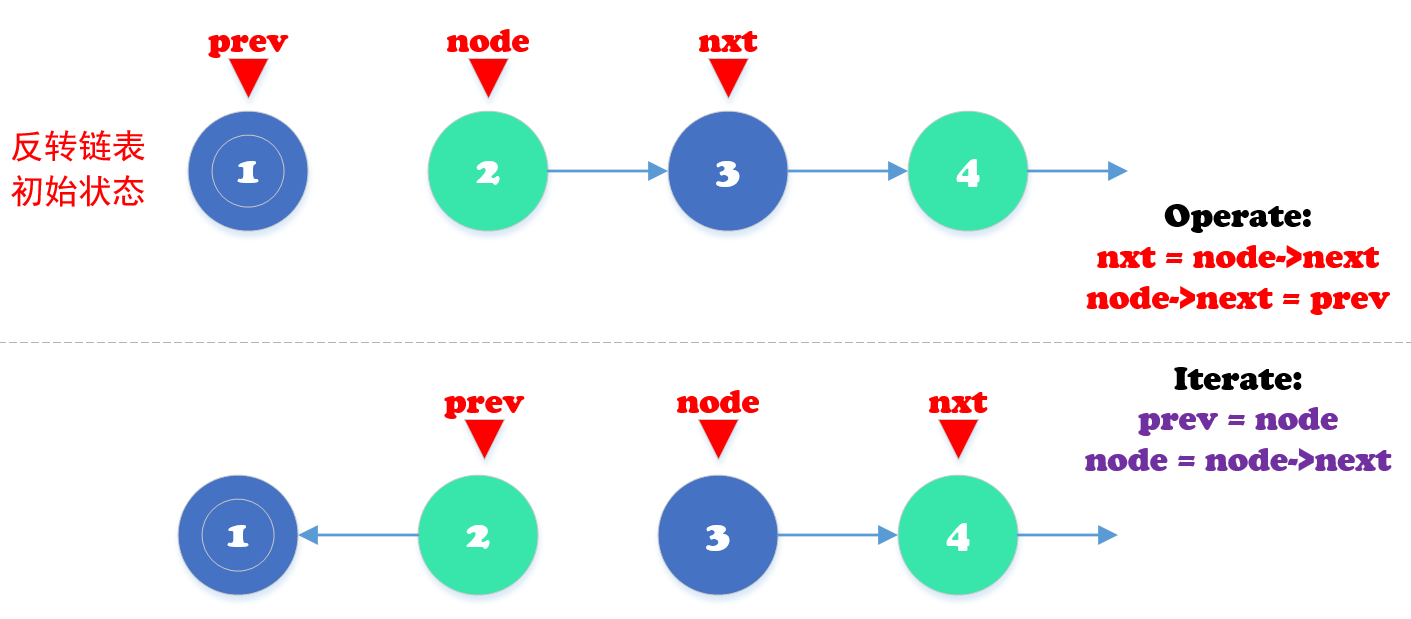 prev node nxt
反转链表
初始状态
1 2 3 4
Operate:
nxt = node->next
node->next = prev
Iterate:
prev = node
node = node->next
prev node nxt
1 2 3 4